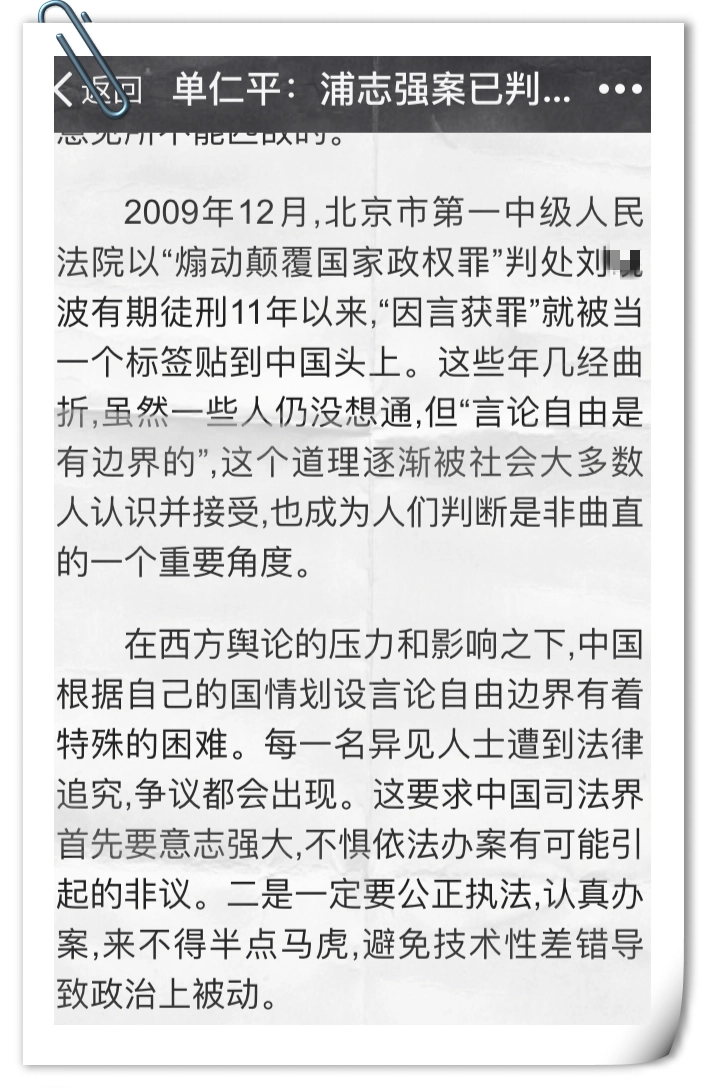 返回 单仁平：浦志强案已判... •••
意见所不能匹敌的。
2009年12月,北京市第一中级人民
法院以“煽动颠覆国家政权罪”判处刘
波有期徒刑11年以来,“因言获罪”就被当
一个标签贴到中国头上。这些年几经曲
折,虽然一些人仍没想通,但“言论自由是
有边界的”,这个道理逐渐被社会大多数
人认识并接受,也成为人们判断是非曲直
的一个重要角度。
在西方舆论的压力和影响之下,中国
根据自己的国情划设言论自由边界有着
特殊的困难。每一名异见人士遭到法律
追究,争议都会出现。这要求中国司法界
首先要意志强大,不惧依法办案有可能引
起的非议。二是一定要公正执法,认真办
案,来不得半点马虎,避免技术性差错导
致政治上被动。